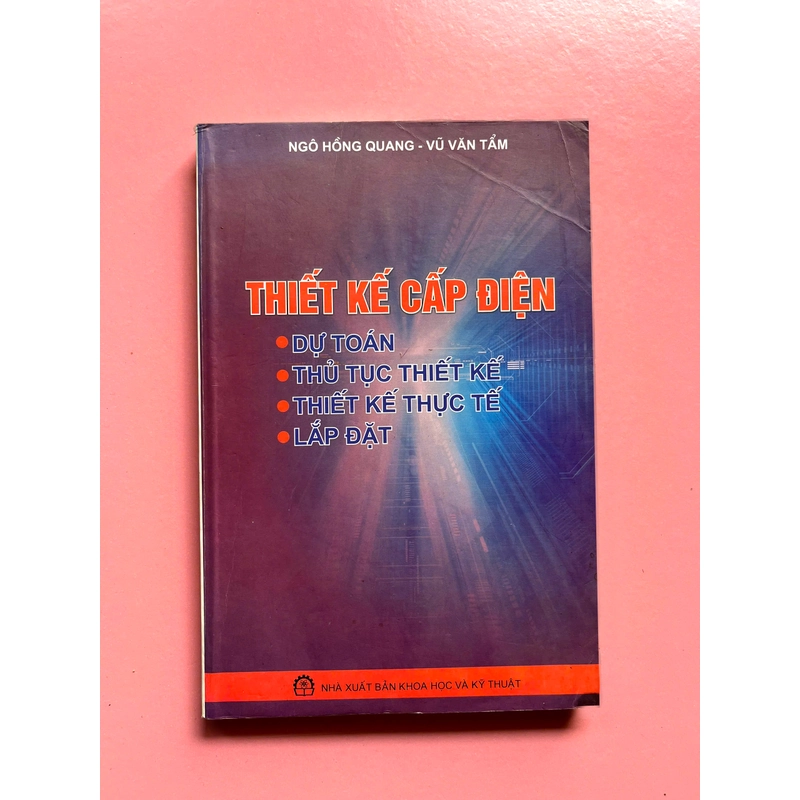 NGÔ HỒNG QUANG - VŨ VĂN TẨM
THIẾT KẾ CẤP ĐIỆN
• DỰ TOÁN
• THỦ TỤC THIẾT KẾ
• THIẾT KẾ THỰC TẾ
• LẮP ĐẶT
NHÀ XUẤT BẢN KHOA HỌC VÀ KỸ THUẬT